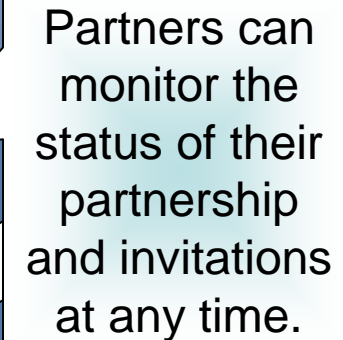 Partners can
monitor the
status of their
partnership
and invitations
at any time.